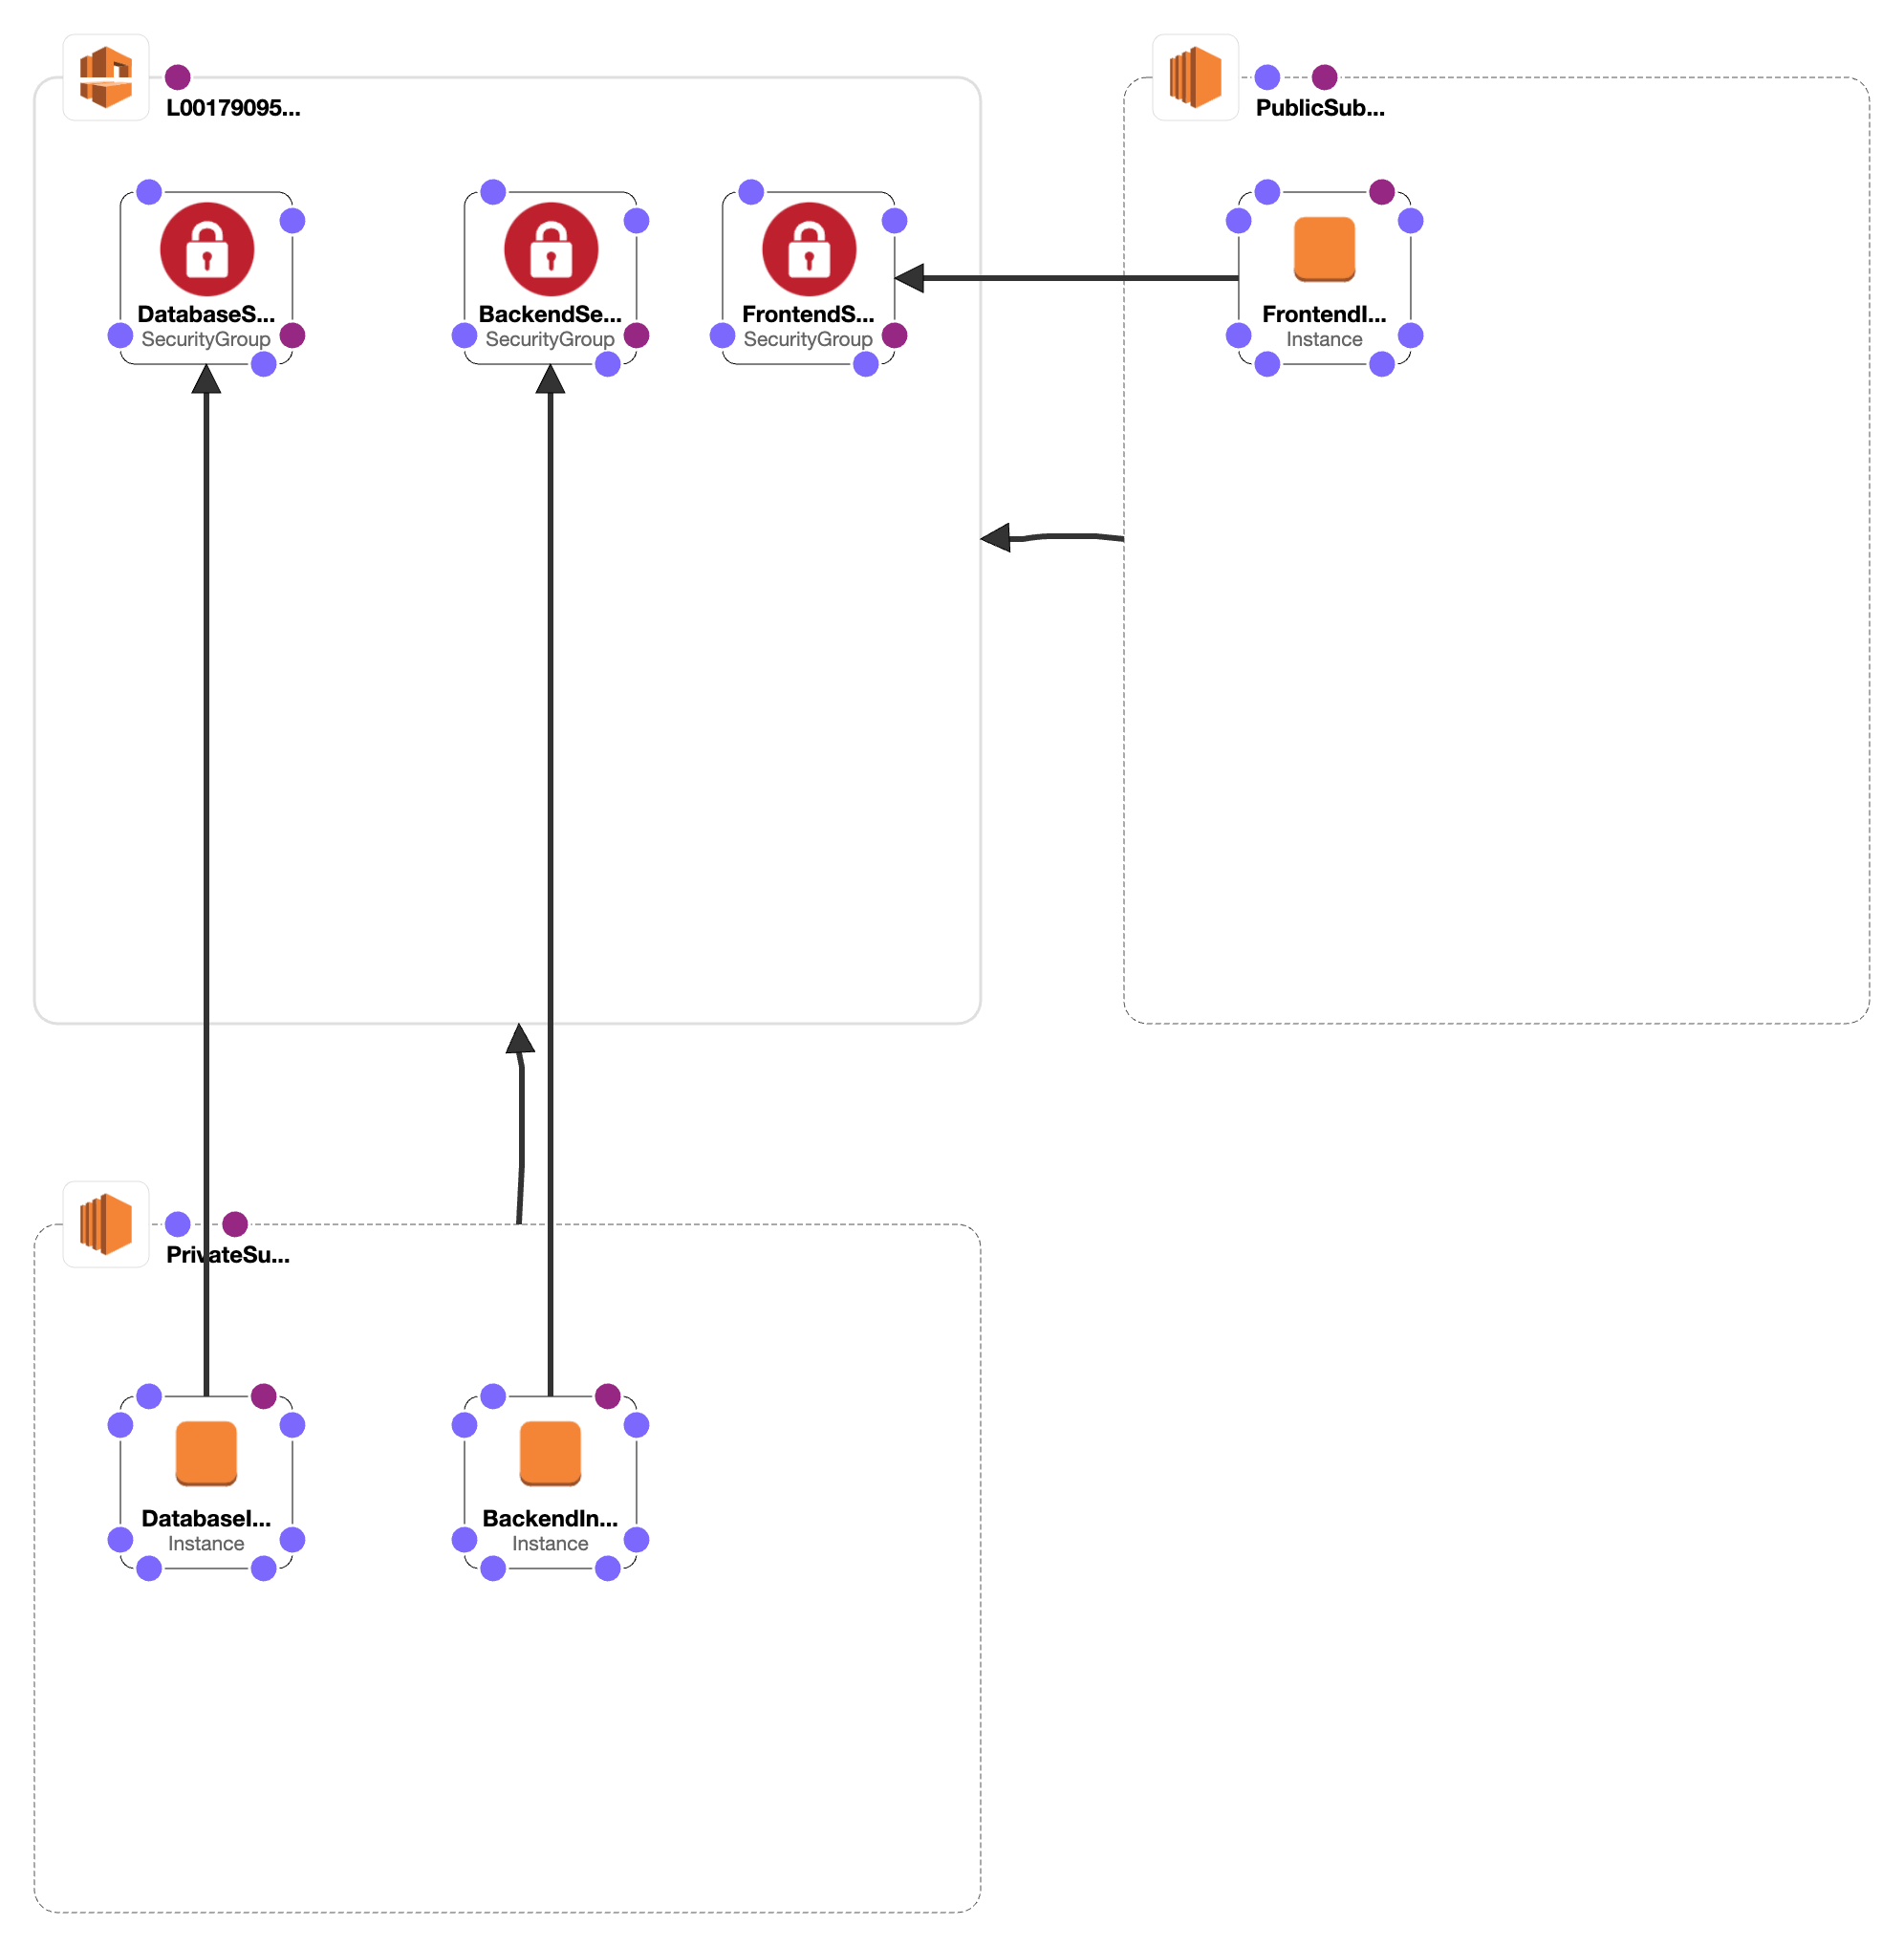 L00179095...
PublicSub...
DatabaseS...
SecurityGroup
BackendSe...
SecurityGroup
FrontendS...
SecurityGroup
FrontendI...
Instance
PrivateSu...
DatabaseI...
Instance
BackendIn...
Instance